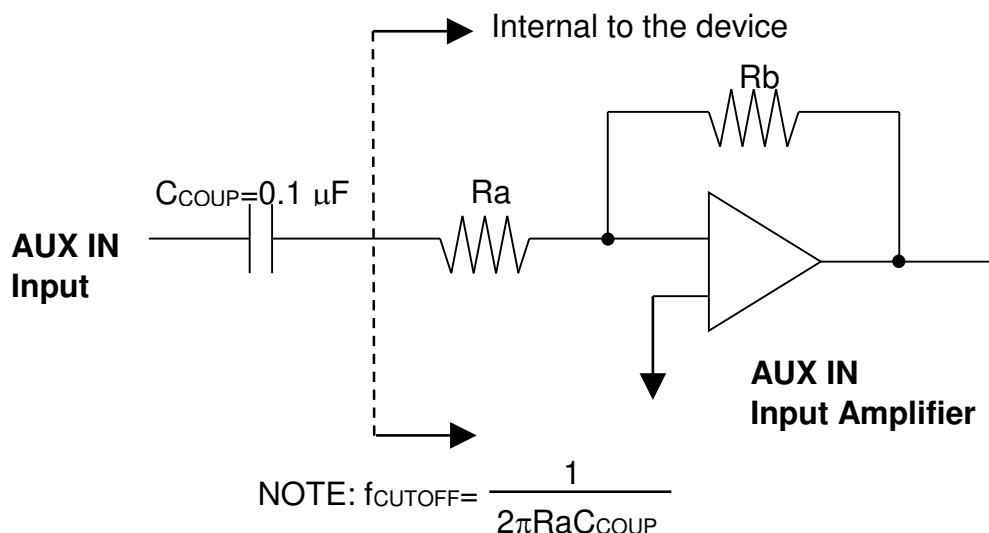 Internal to the device
Rb
CCOUP=0.1 μF
Ra
AUX IN
Input
AUX IN
Input Amplifier
NOTE: fCUTOFF= 1
2πRaCCOUP